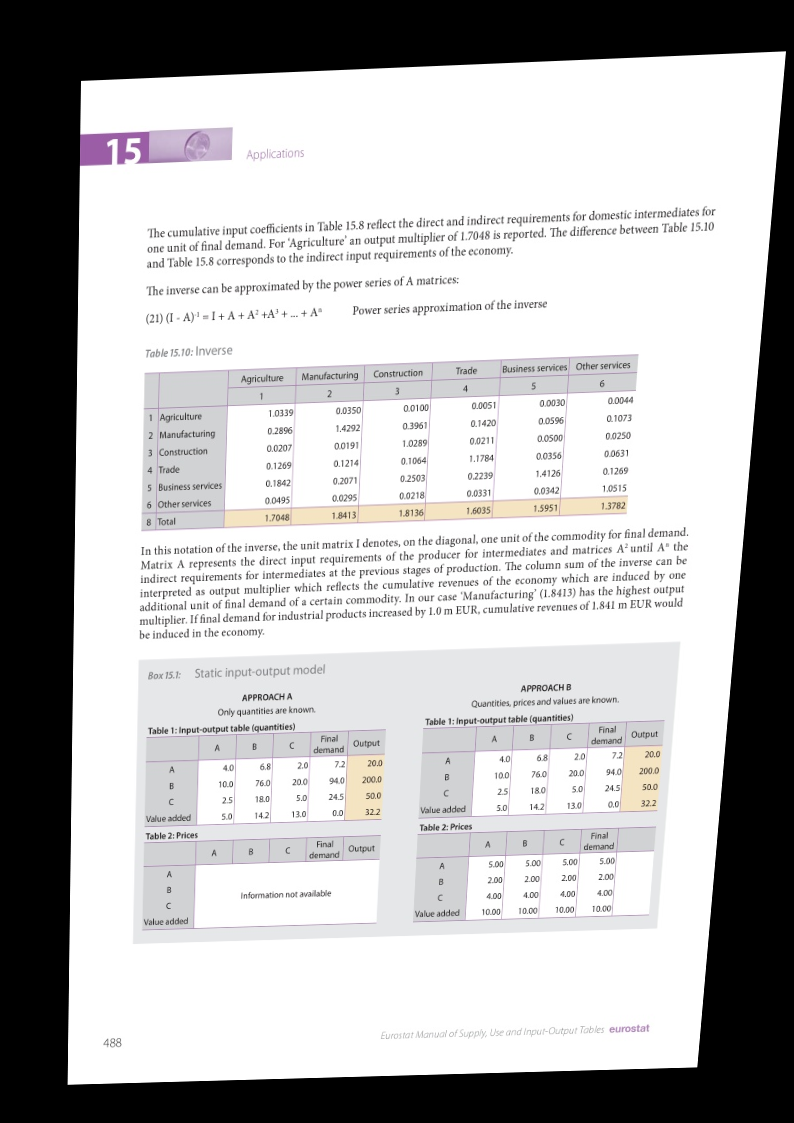 15
Applications
The cumulative input coefficients in Table 15.8 reflect the direct and indirect requirements for domestic intermediates for
one unit of final demand. For ‘Agriculture’ an output multiplier of 1.7048 is reported. The difference between Table 15.10
and Table 15.8 corresponds to the indirect input requirements of the economy.
The inverse can be approximated by the power series of A matrices:
(21) (I - A)⁻¹ = I + A + A² +A³ + ... + Aⁿ Power series approximation of the inverse
Table 15.10: Inverse
Agriculture Manufacturing Construction Trade Business services Other services
1 2 3 4 5 6
1 Agriculture 1.0339 0.0350 0.0100 0.0051 0.0030 0.0044
2 Manufacturing 0.2896 1.4292 0.3961 0.1420 0.0596 0.1073
3 Construction 0.0207 0.0191 1.0289 0.0211 0.0500 0.0250
4 Trade 0.1269 0.1214 0.1064 1.1784 0.0356 0.0631
5 Business services 0.1842 0.2071 0.2503 0.2239 1.4126 0.1269
6 Other services 0.0495 0.0295 0.0218 0.0331 0.0342 1.0515
8 Total 1.7048 1.8413 1.8136 1.6035 1.5951 1.3782
In this notation of the inverse, the unit matrix I denotes, on the diagonal, one unit of the commodity for final demand.
Matrix A represents the direct input requirements of the producer for intermediates and matrices A² until Aⁿ the
indirect requirements for intermediates at the previous stages of production. The column sum of the inverse can be
interpreted as output multiplier which reflects the cumulative revenues of the economy which are induced by one
additional unit of final demand of a certain commodity. In our case ‘Manufacturing’ (1.8413) has the highest output
multiplier. If final demand for industrial products increased by 1.0 m EUR, cumulative revenues of 1.841 m EUR would
be induced in the economy.
Box 15.1: Static input-output model
APPROACH A
Only quantities are known.
Table 1: Input-output table (quantities)
A B C Final demand Output
A 4.0 6.8 2.0 7.2 20.0
B 10.0 76.0 20.0 94.0 200.0
C 2.5 18.0 5.0 24.5 50.0
Value added 5.0 14.2 13.0 0.0 32.2
Table 2: Prices
A B C Final demand Output
A
B
C
Value added
Information not available
APPROACH B
Quantities, prices and values are known.
Table 1: Input-output table (quantities)
A B C Final demand Output
A 4.0 6.8 2.0 7.2 20.0
B 10.0 76.0 20.0 94.0 200.0
C 2.5 18.0 5.0 24.5 50.0
Value added 5.0 14.2 13.0 0.0 32.2
Table 2: Prices
A B C Final demand
A 5.00 5.00 5.00 5.00
B 2.00 2.00 2.00 2.00
C 4.00 4.00 4.00 4.00
Value added 10.00 10.00 10.00 10.00
488
Eurostat Manual of Supply, Use and Input-Output Tables eurostat